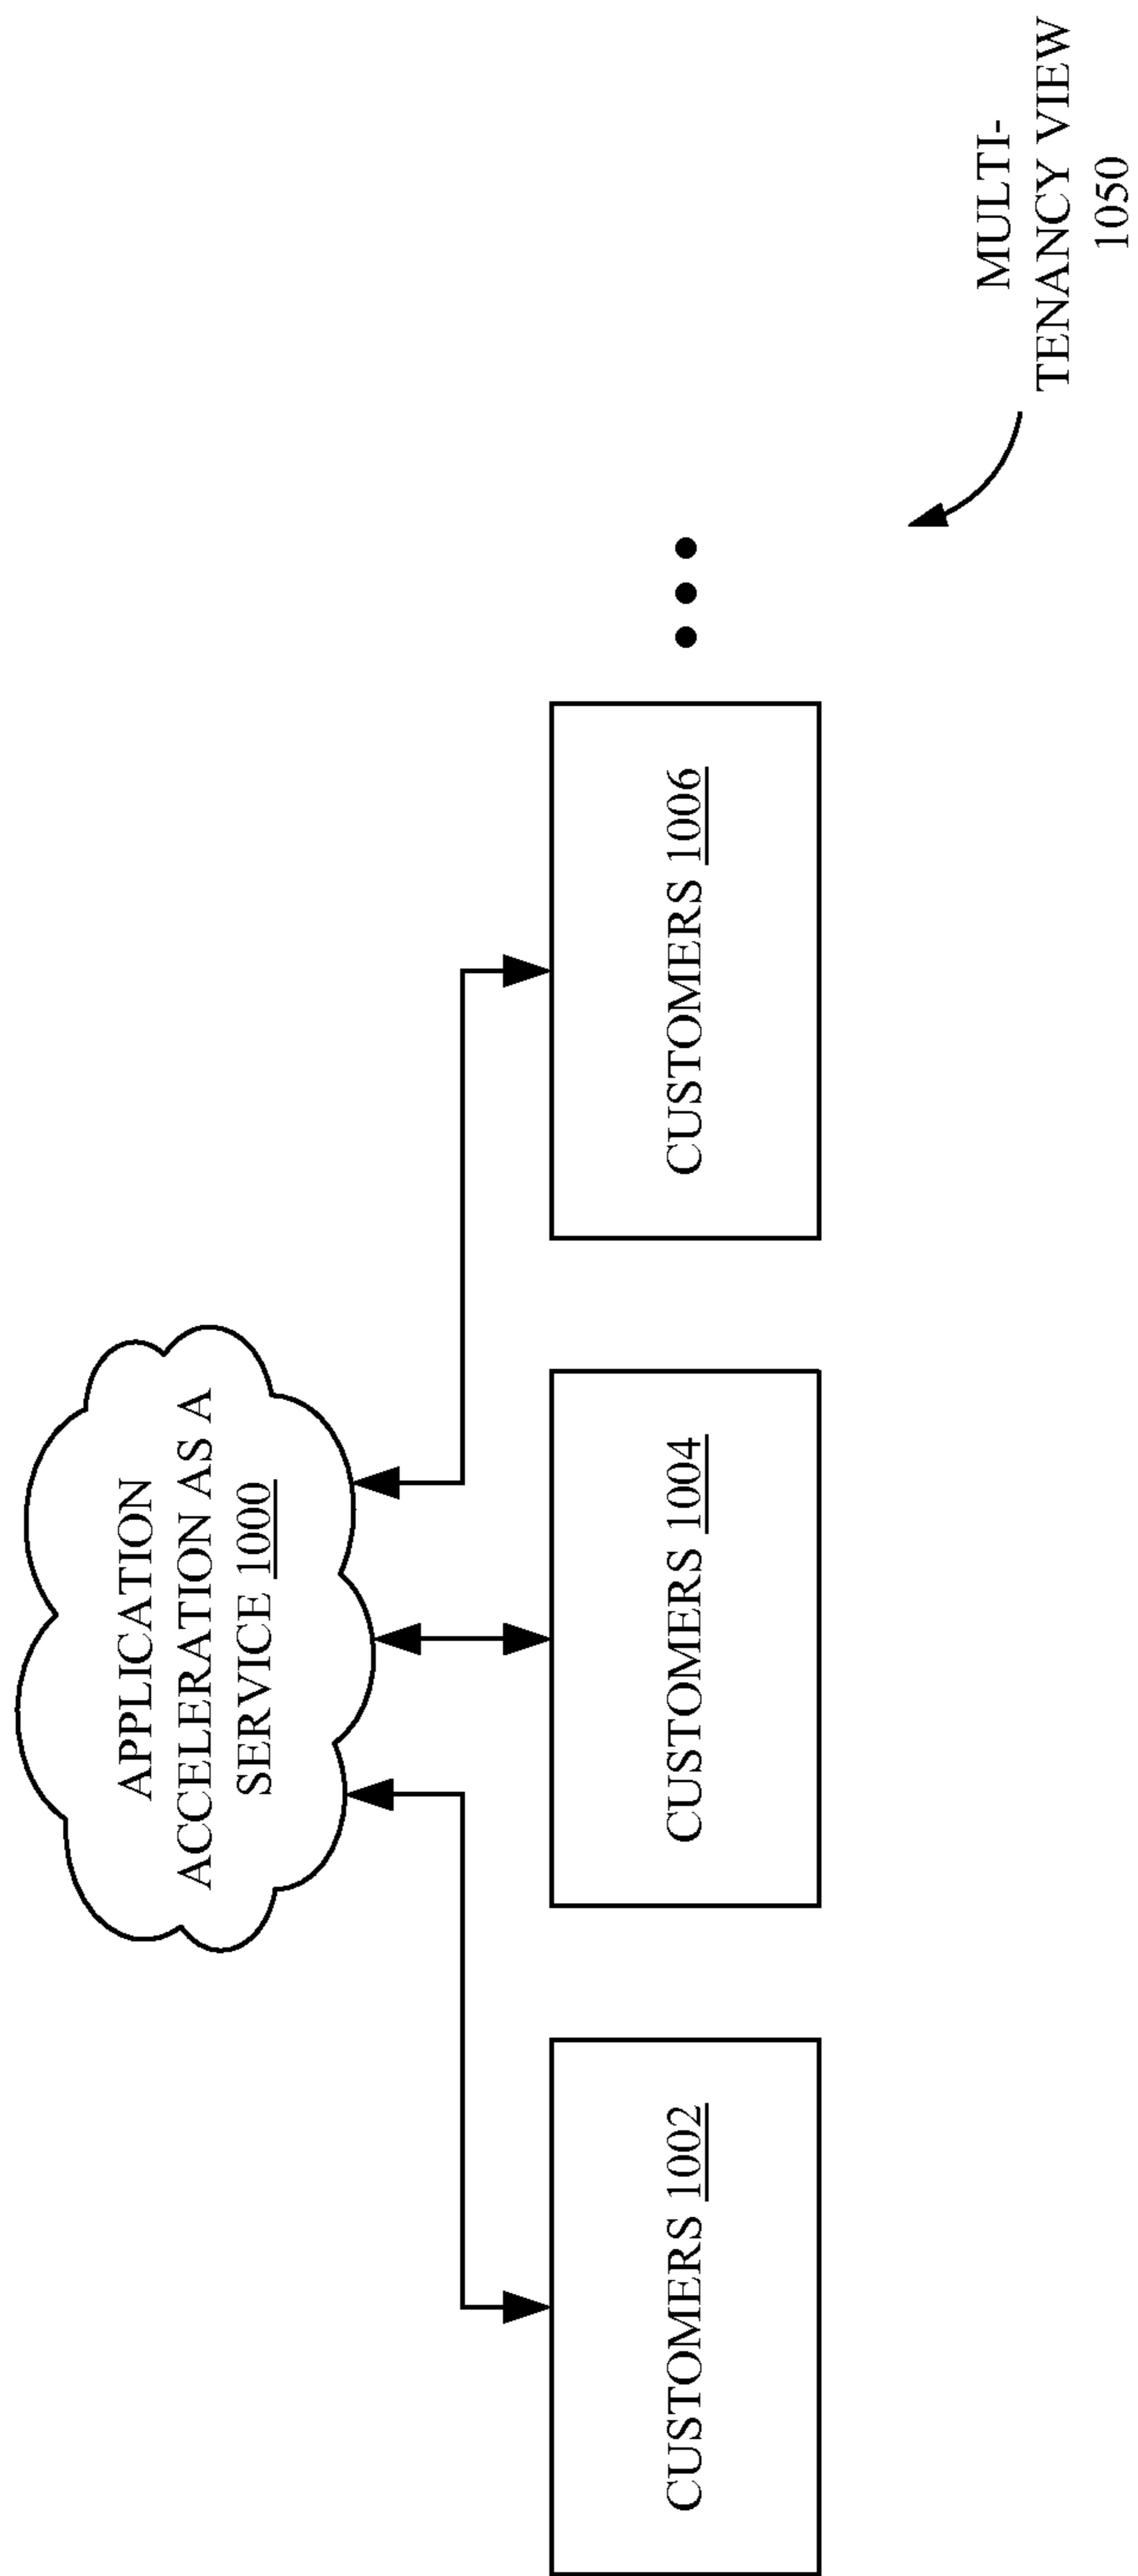 APPLICATION
ACCELERATION AS A
SERVICE 1000
CUSTOMERS 1002
CUSTOMERS 1004
CUSTOMERS 1006
MULTI-
TENANCY VIEW
1050